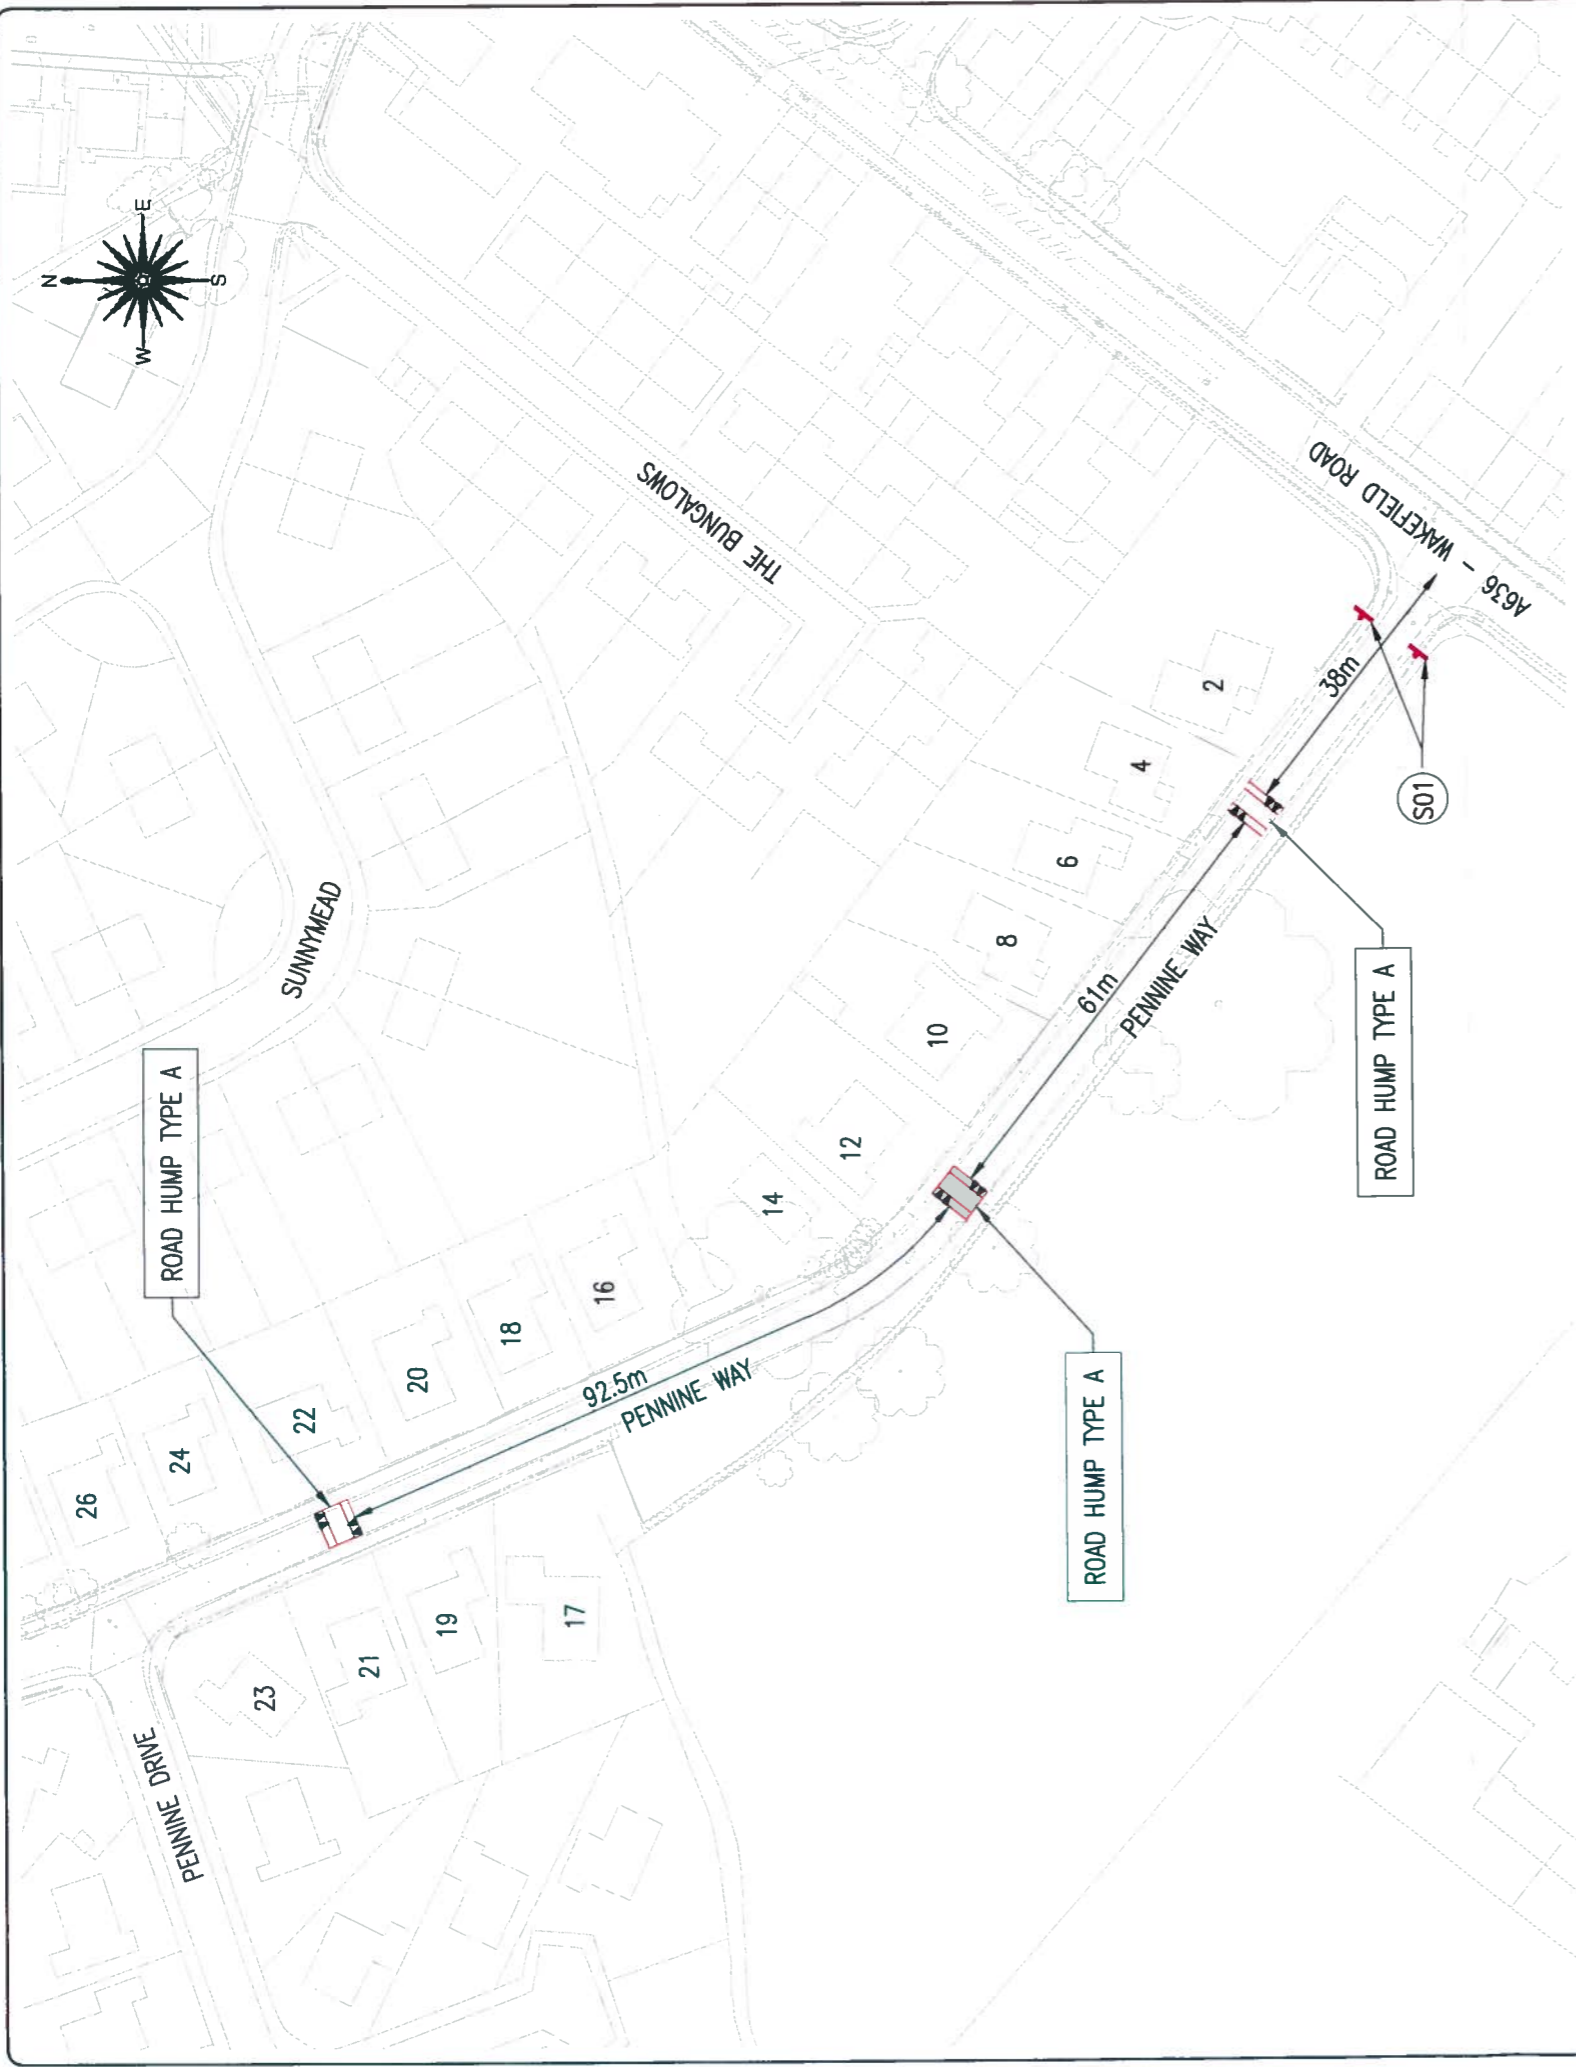 N
E
S
W
THE BUNGALOWS
SUNNYMEAD
A636 - WAKEFIELD ROAD
PENNINE DRIVE
PENNINE WAY
PENNINE WAY
ROAD HUMP TYPE A
ROAD HUMP TYPE A
ROAD HUMP TYPE A
92.5m
61m
38m
S01
26
24
22
20
18
16
14
12
10
8
6
4
2
23
21
19
17